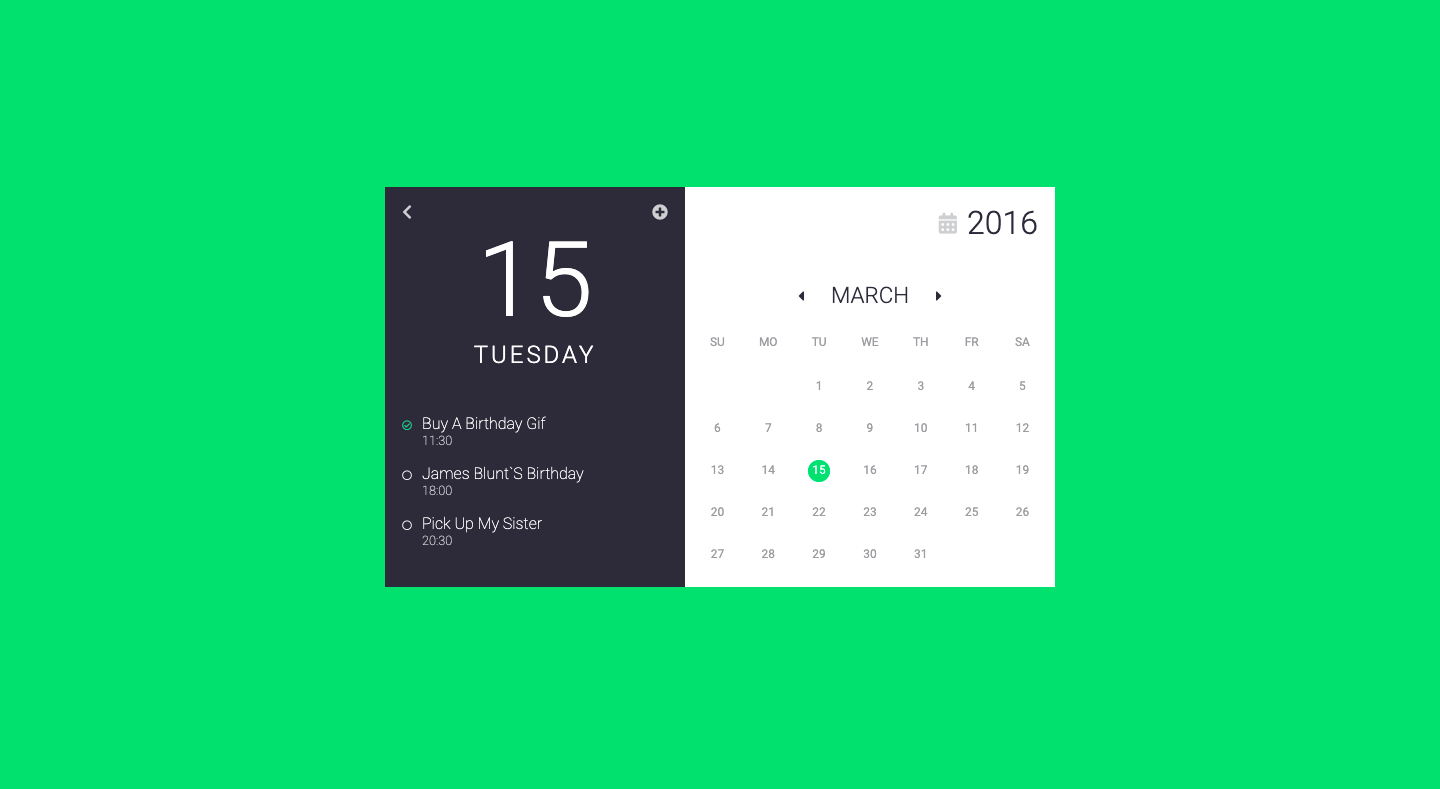 15
TUESDAY
Buy A Birthday Gif
11:30
James Blunt`S Birthday
18:00
Pick Up My Sister
20:30
2016
MARCH
SU MO TU WE TH FR SA
1 2 3 4 5
6 7 8 9 10 11 12
13 14 15 16 17 18 19
20 21 22 23 24 25 26
27 28 29 30 31